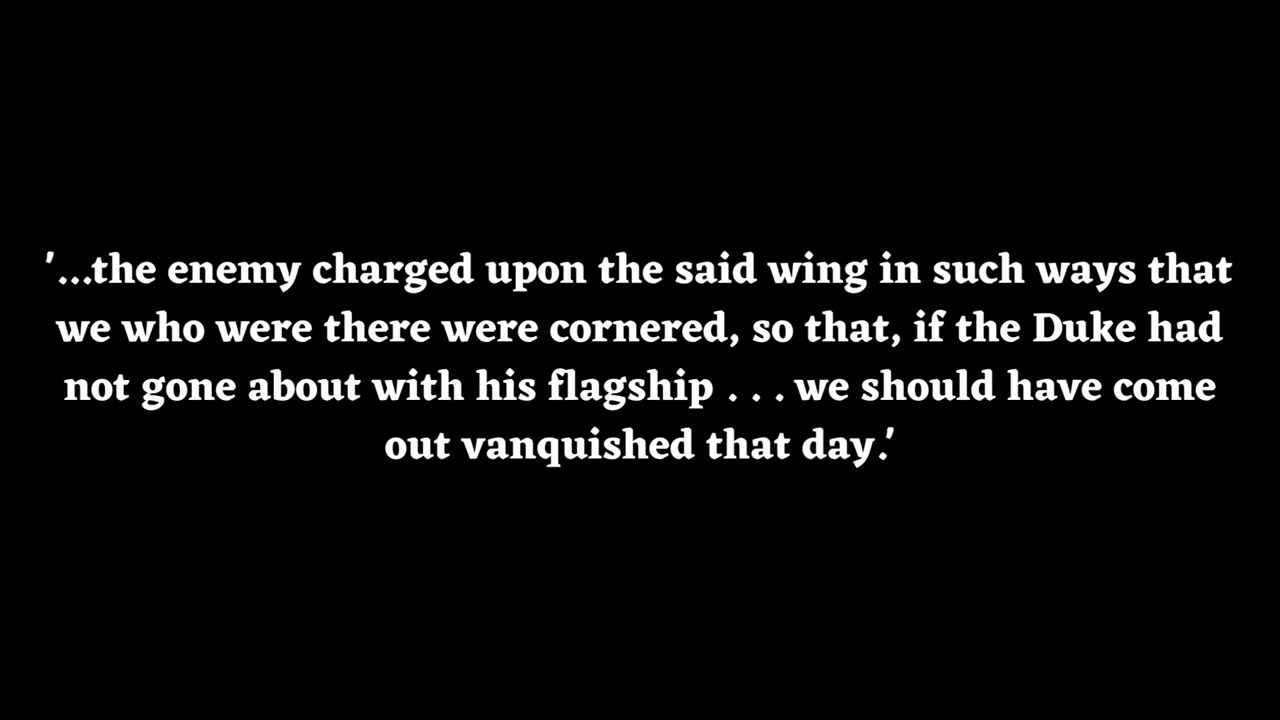 '...the enemy charged upon the said wing in such ways that
we who were there were cornered, so that, if the Duke had
not gone about with his flagship . . . we should have come
out vanquished that day.'